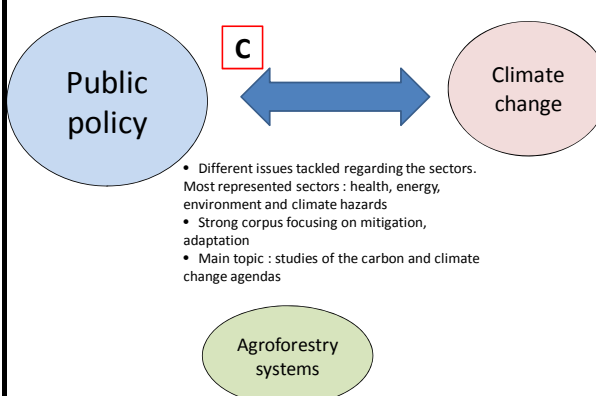 Public
policy
C
Climate
change
• Different issues tackled regarding the sectors.
Most represented sectors : health, energy,
environment and climate hazards
• Strong corpus focusing on mitigation,
adaptation
• Main topic : studies of the carbon and climate
change agendas
Agroforestry
systems